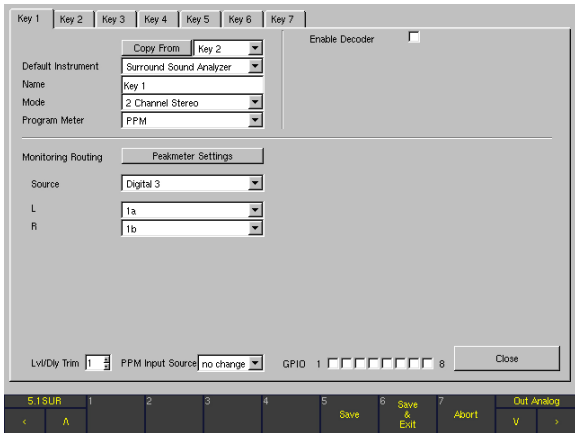 Key 1 Key 2 Key 3 Key 4 Key 5 Key 6 Key 7
Copy From Key 2 Enable Decoder
Default Instrument Surround Sound Analyzer
Name Key 1
Mode 2 Channel Stereo
Program Meter PPM
Monitoring Routing Peakmeter Settings
Source Digital 3
L 1a
R 1b
Lvl/Dly Trim 1 PPM Input Source no change GPIO 1 8 Close
5.1SUR 1 2 3 4 5 6 7 Out Analog
< Λ Save Save & Exit Abort V >